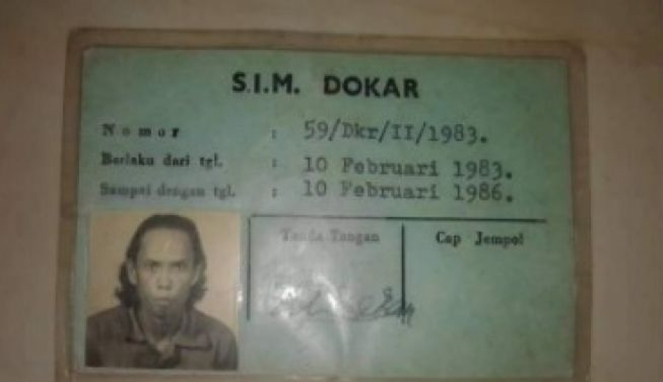 S.I.M. DOKAR
Nomor : 59/Dkr/II/1983.
Berlaku dari tgl. : 10 Februari 1983.
Sampai dengan tgl. : 10 Februari 1986.
Tanda Tangan Cap Jempol